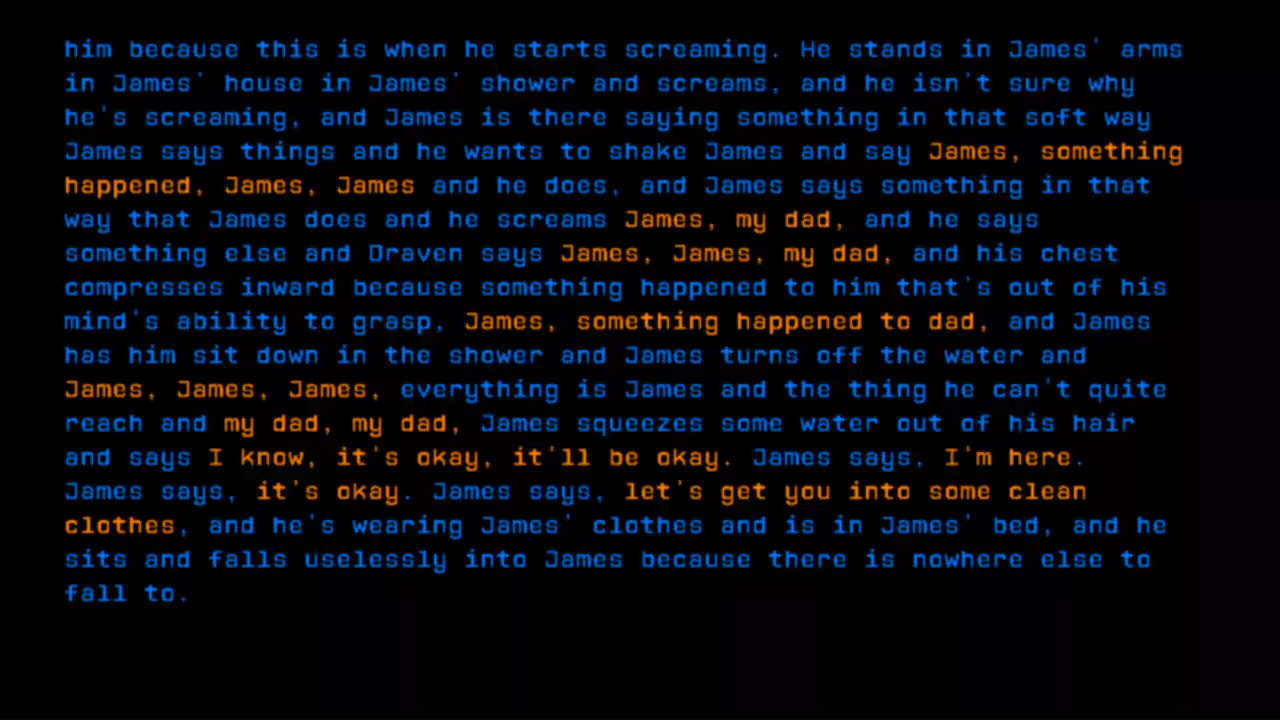 him because this is when he starts screaming. He stands in James' arms
in James' house in James' shower and screams, and he isn't sure why
he's screaming, and James is there saying something in that soft way
James says things and he wants to shake James and say James, something
happened, James, James and he does, and James says something in that
way that James does and he screams James, my dad, and he says
something else and Draven says James, James, my dad, and his chest
compresses inward because something happened to him that's out of his
mind's ability to grasp, James, something happened to dad, and James
has him sit down in the shower and James turns off the water and
James, James, James, everything is James and the thing he can't quite
reach and my dad, my dad, James squeezes some water out of his hair
and says I know, it's okay, it'll be okay. James says, I'm here.
James says, it's okay. James says, let's get you into some clean
clothes, and he's wearing James' clothes and is in James' bed, and he
sits and falls uselessly into James because there is nowhere else to
fall to.